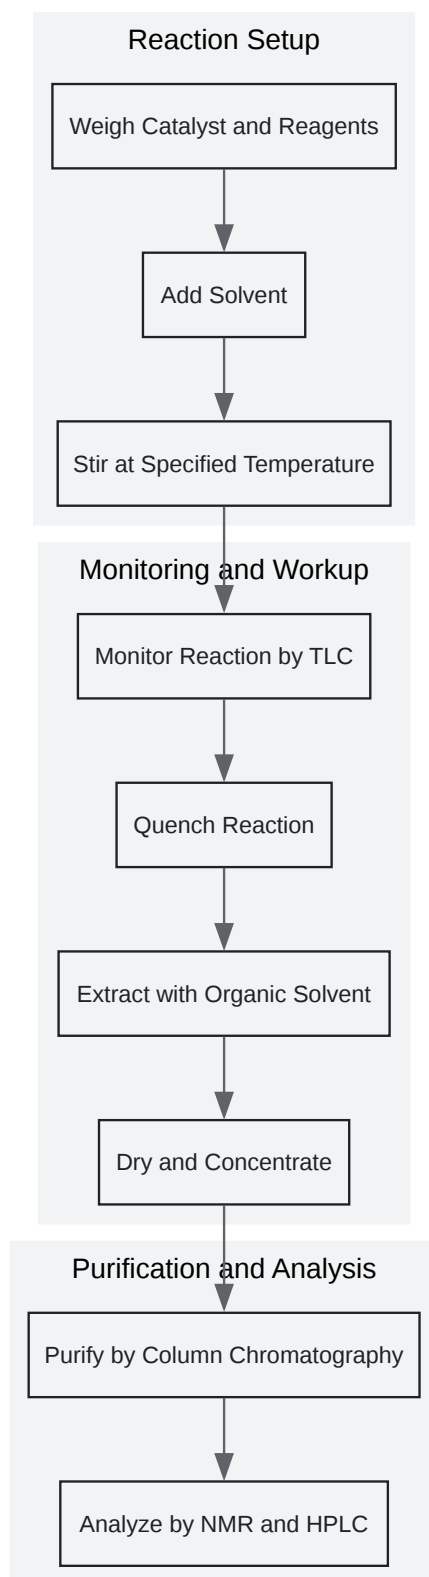 Reaction Setup
Weigh Catalyst and Reagents
Add Solvent
Stir at Specified Temperature
Monitoring and Workup
Monitor Reaction by TLC
Quench Reaction
Extract with Organic Solvent
Dry and Concentrate
Purification and Analysis
Purify by Column Chromatography
Analyze by NMR and HPLC